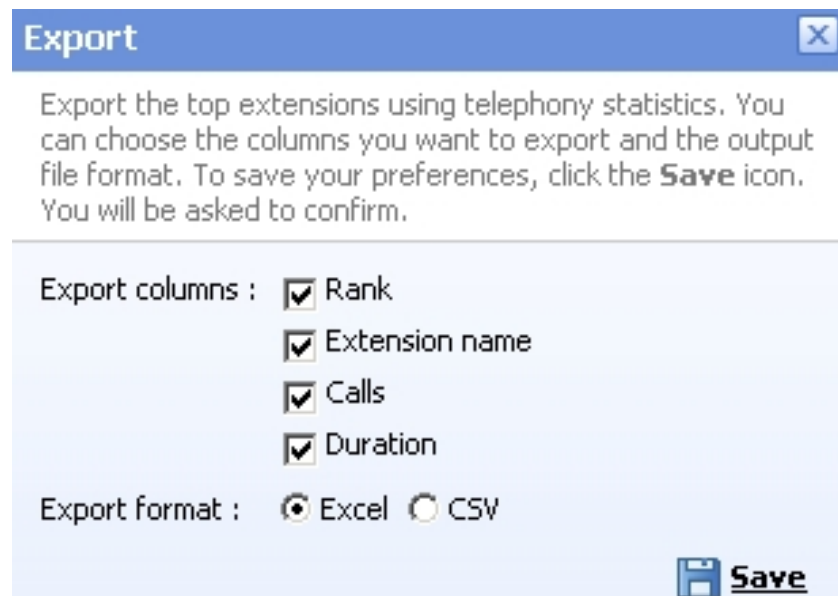 Export
Export the top extensions using telephony statistics. You
can choose the columns you want to export and the output
file format. To save your preferences, click the Save icon.
You will be asked to confirm.
Export columns : Rank
Extension name
Calls
Duration
Export format : Excel CSV
Save